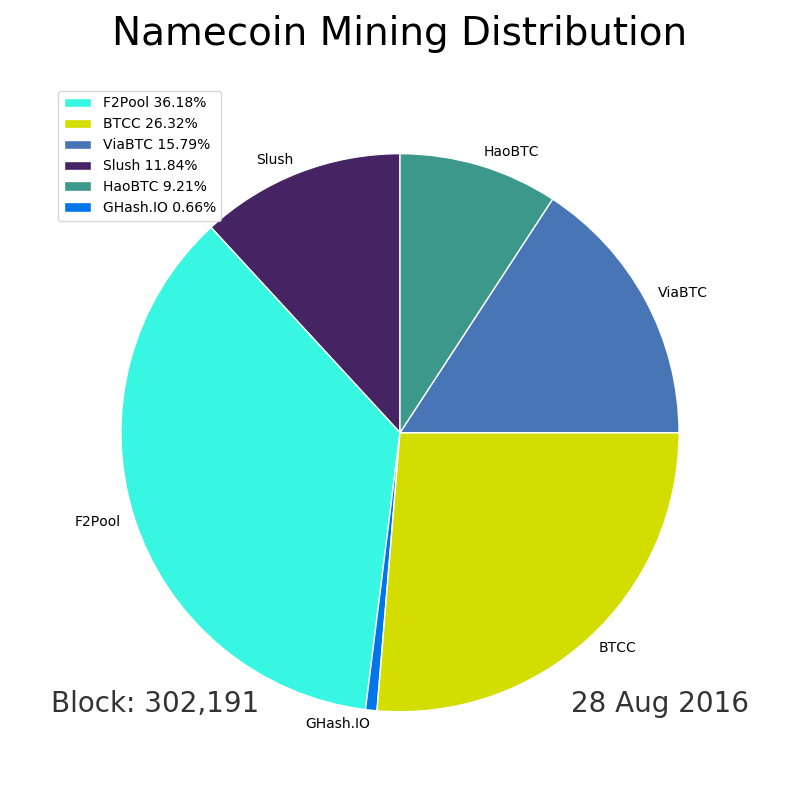 Namecoin Mining Distribution
F2Pool 36.18%
BTCC 26.32%
ViaBTC 15.79%
Slush 11.84%
HaoBTC 9.21%
GHash.IO 0.66%
HaoBTC
Slush
ViaBTC
F2Pool
BTCC
Block: 302,191
28 Aug 2016
GHash.IO